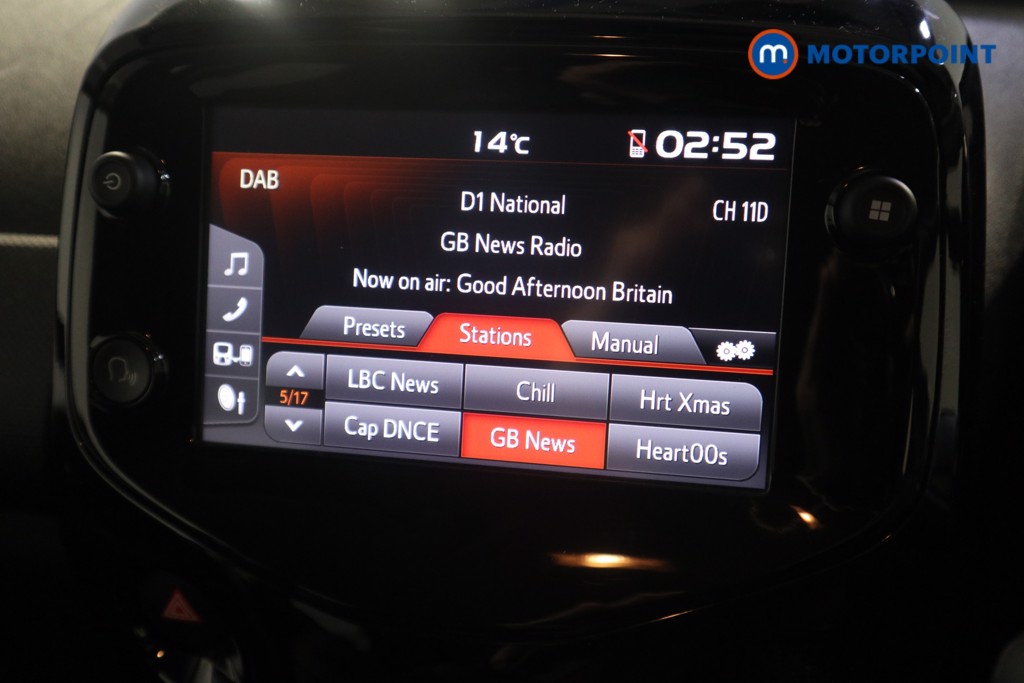 m MOTORPOINT
14°C 02:52
DAB
D1 National CH 11D
GB News Radio
Now on air: Good Afternoon Britain
Presets Stations Manual
5/17
LBC News Chill Hrt Xmas
Cap DNCE GB News Heart00s